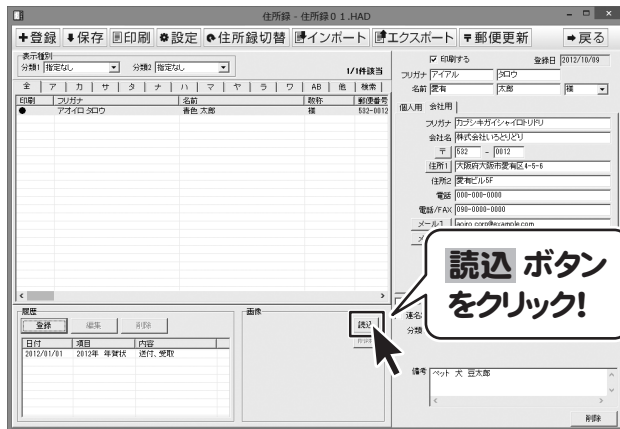 住所録 - 住所録01.HAD
登録 保存 印刷 設定 住所録切替 インポート エクスポート 郵便更新 戻る
表示種別
分類1 指定なし 分類2 指定なし
1/1件該当
全 ア カ サ タ ナ ハ マ ヤ ラ ワ AB 他 検索
印刷 フリガナ 名前 敬称 郵便番号
● アオイロ タロウ 青色 太郎 様 532-0012
印刷する 登録日 2012/10/09
フリガナ アイアル タロウ
名前 愛有 太郎 様
個人用 会社用
フリガナ カブシキガイシャイロトリドリ
会社名 株式会社いろとりどり
〒 532 - 0012
住所1 大阪府大阪市愛有区4-5-6
住所2 愛有ビル5F
電話 000-000-0000
電話/FAX 090-0000-0000
メール1 aoiro_corp@example.com
読込 ボタン
をクリック!
履歴
登録 編集 削除
日付 項目 内容
2012/01/01 2012年 年賀状 送付、受取
画像
読込
連名
分類
備考 ペット 犬 豆太郎
削除